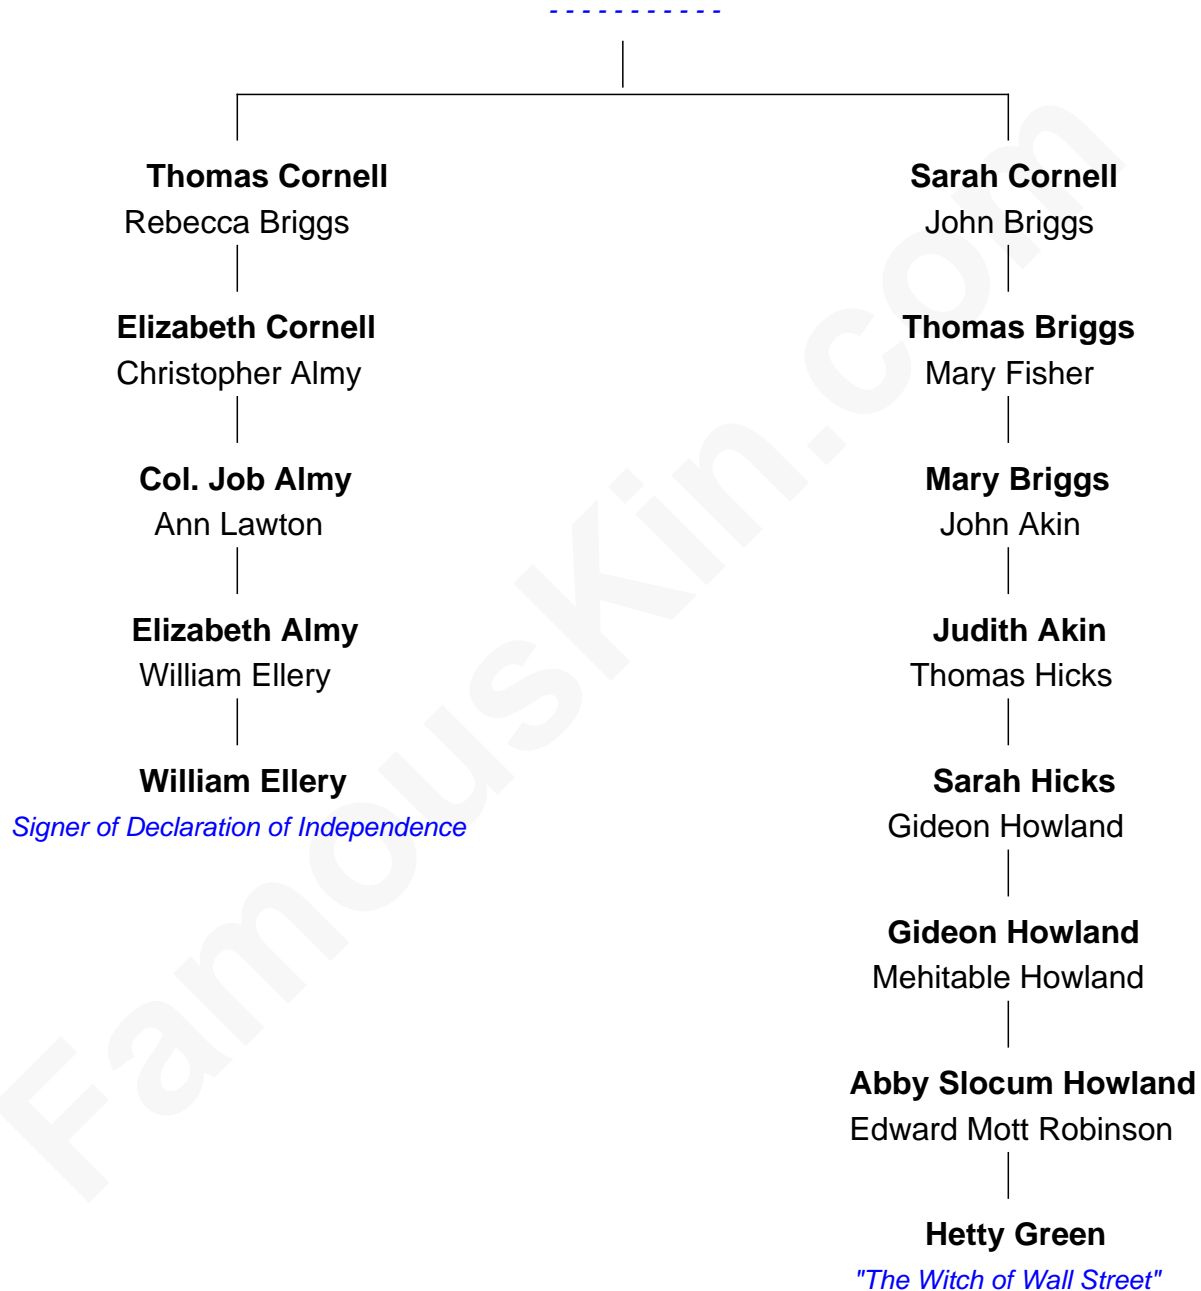 - - - - - - - - - - -
Thomas Cornell
Rebecca Briggs
Elizabeth Cornell
Christopher Almy
Col. Job Almy
Ann Lawton
Elizabeth Almy
William Ellery
William Ellery
Signer of Declaration of Independence
Sarah Cornell
John Briggs
Thomas Briggs
Mary Fisher
Mary Briggs
John Akin
Judith Akin
Thomas Hicks
Sarah Hicks
Gideon Howland
Gideon Howland
Mehitable Howland
Abby Slocum Howland
Edward Mott Robinson
Hetty Green
"The Witch of Wall Street"
FamousKin.com